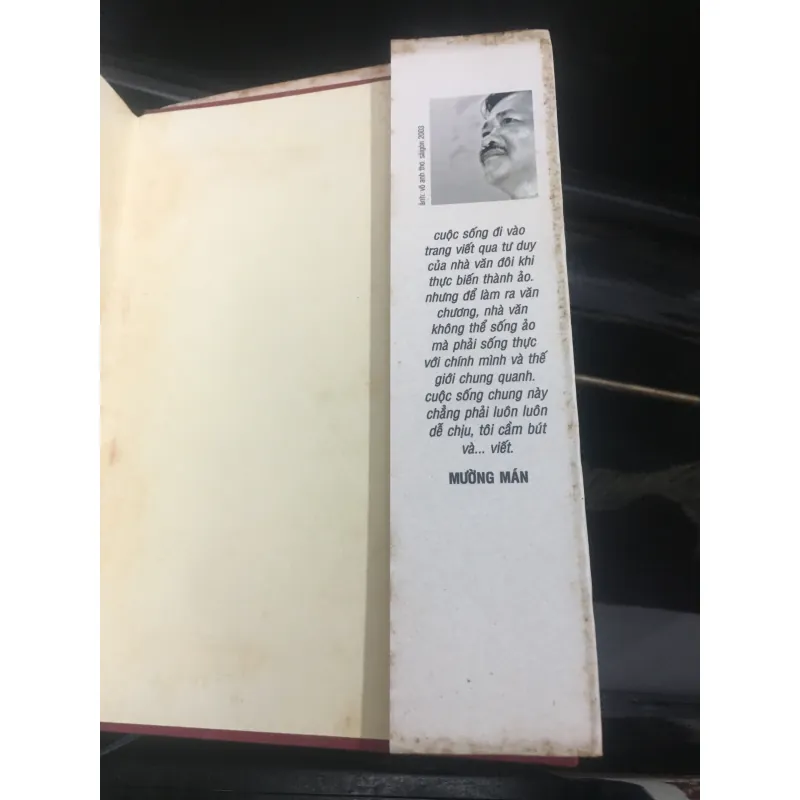 ảnh: võ anh thơ. sàigòn 2003
cuộc sống đi vào
trang viết qua tư duy
của nhà văn đôi khi
thực biến thành ảo.
nhưng để làm ra văn
chương, nhà văn
không thể sống ảo
mà phải sống thực
với chính mình và thế
giới chung quanh.
cuộc sống chung này
chẳng phải luôn luôn
dễ chịu, tôi cầm bút
và... viết.
MƯỜNG MÁN